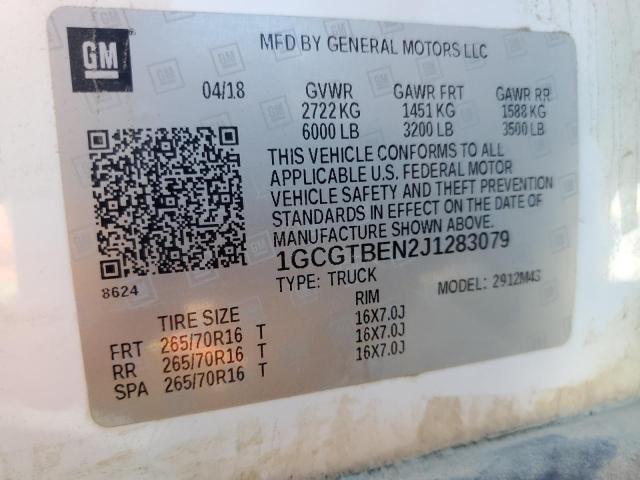 GM
MFD BY GENERAL MOTORS LLC
04/18 GVWR GAWR FRT GAWR RR
2722 KG 1451 KG 1588 KG
6000 LB 3200 LB 3500 LB
THIS VEHICLE CONFORMS TO ALL
APPLICABLE U.S. FEDERAL MOTOR
VEHICLE SAFETY AND THEFT PREVENTION
STANDARDS IN EFFECT ON THE DATE OF
MANUFACTURE SHOWN ABOVE.
1GCGTBEN2J1283079
8624
TYPE: TRUCK MODEL: 2912M43
TIRE SIZE RIM
FRT 265/70R16 T 16X7.0J
RR 265/70R16 T 16X7.0J
SPA 265/70R16 T 16X7.0J